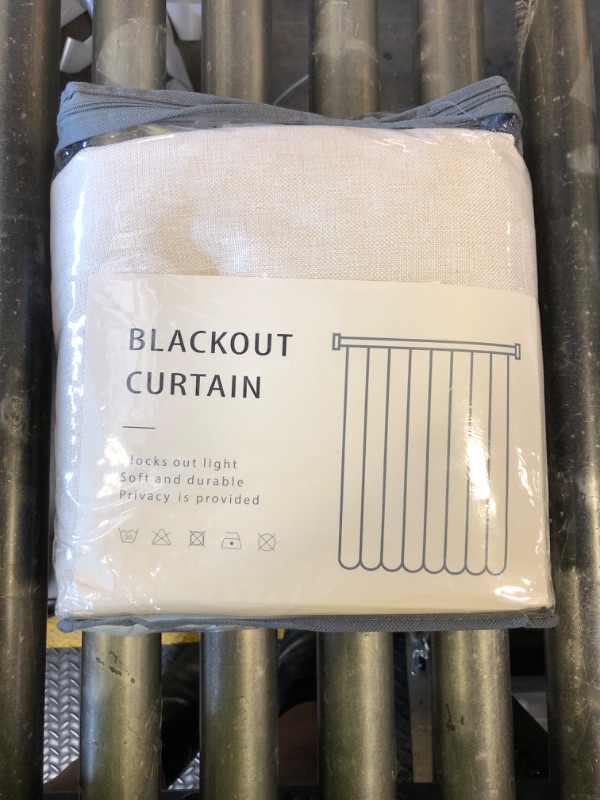 BLACKOUT
CURTAIN
locks out light
Soft and durable
Privacy is provided
30